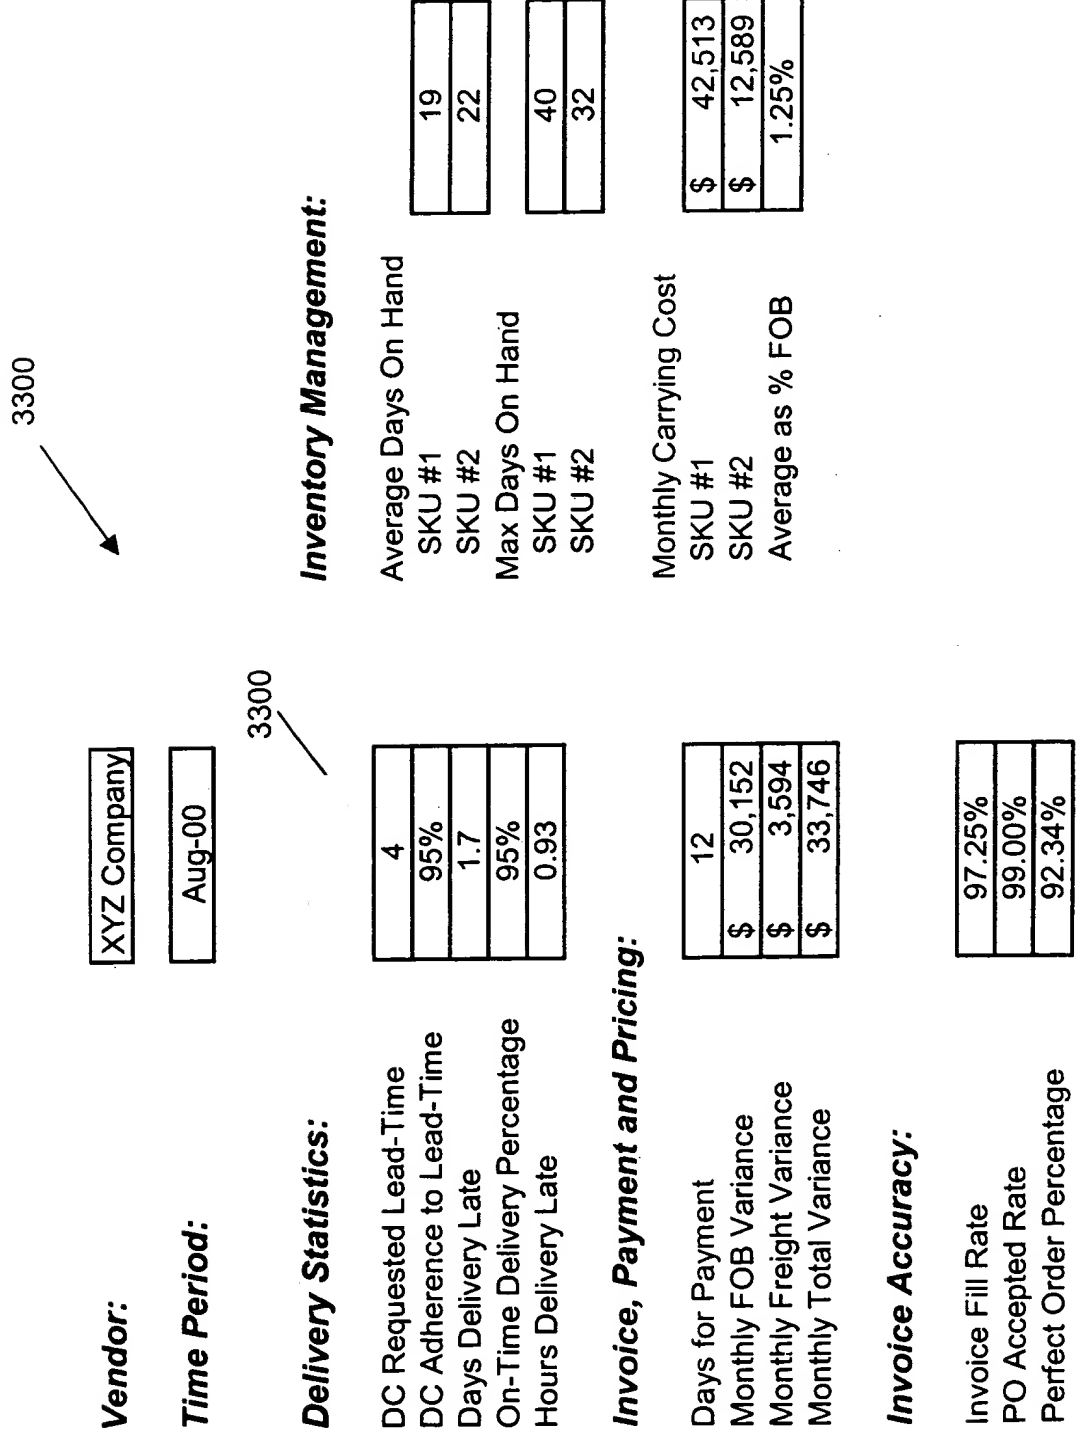 3300
Vendor: XYZ Company
Time Period: Aug-00
3300
Delivery Statistics:
DC Requested Lead-Time 4
DC Adherence to Lead-Time 95%
Days Delivery Late 1.7
On-Time Delivery Percentage 95%
Hours Delivery Late 0.93
Invoice, Payment and Pricing:
Days for Payment 12
Monthly FOB Variance $ 30,152
Monthly Freight Variance $ 3,594
Monthly Total Variance $ 33,746
Invoice Accuracy:
Invoice Fill Rate 97.25%
PO Accepted Rate 99.00%
Perfect Order Percentage 92.34%
Inventory Management:
Average Days On Hand
SKU #1 19
SKU #2 22
Max Days On Hand
SKU #1 40
SKU #2 32
Monthly Carrying Cost
SKU #1 $ 42,513
SKU #2 $ 12,589
Average as % FOB 1.25%